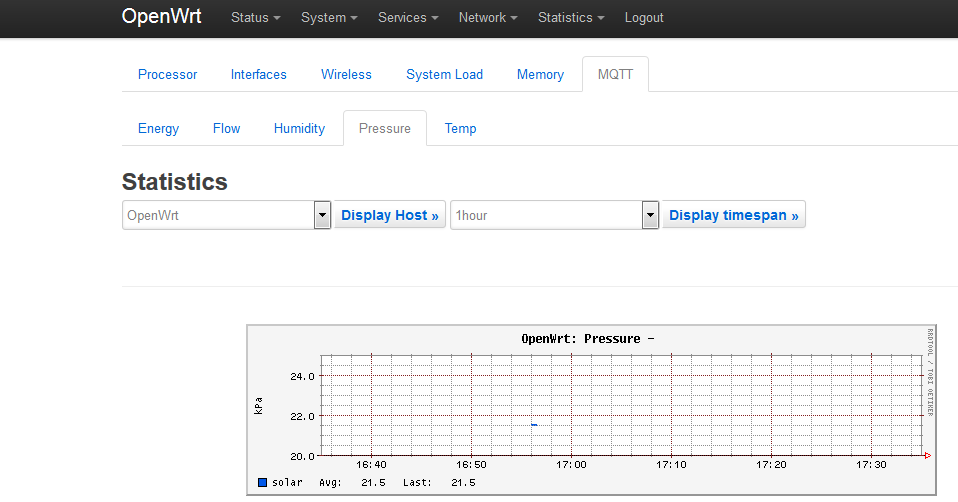 OpenWrt Status System Services Network Statistics Logout
Processor Interfaces Wireless System Load Memory MQTT
Energy Flow Humidity Pressure Temp
Statistics
OpenWrt Display Host » 1hour Display timespan »
OpenWrt: Pressure -
RRDTOOL / TOBI OETIKER
kPa
24.0
22.0
20.0
16:40 16:50 17:00 17:10 17:20 17:30
solar Avg: 21.5 Last: 21.5